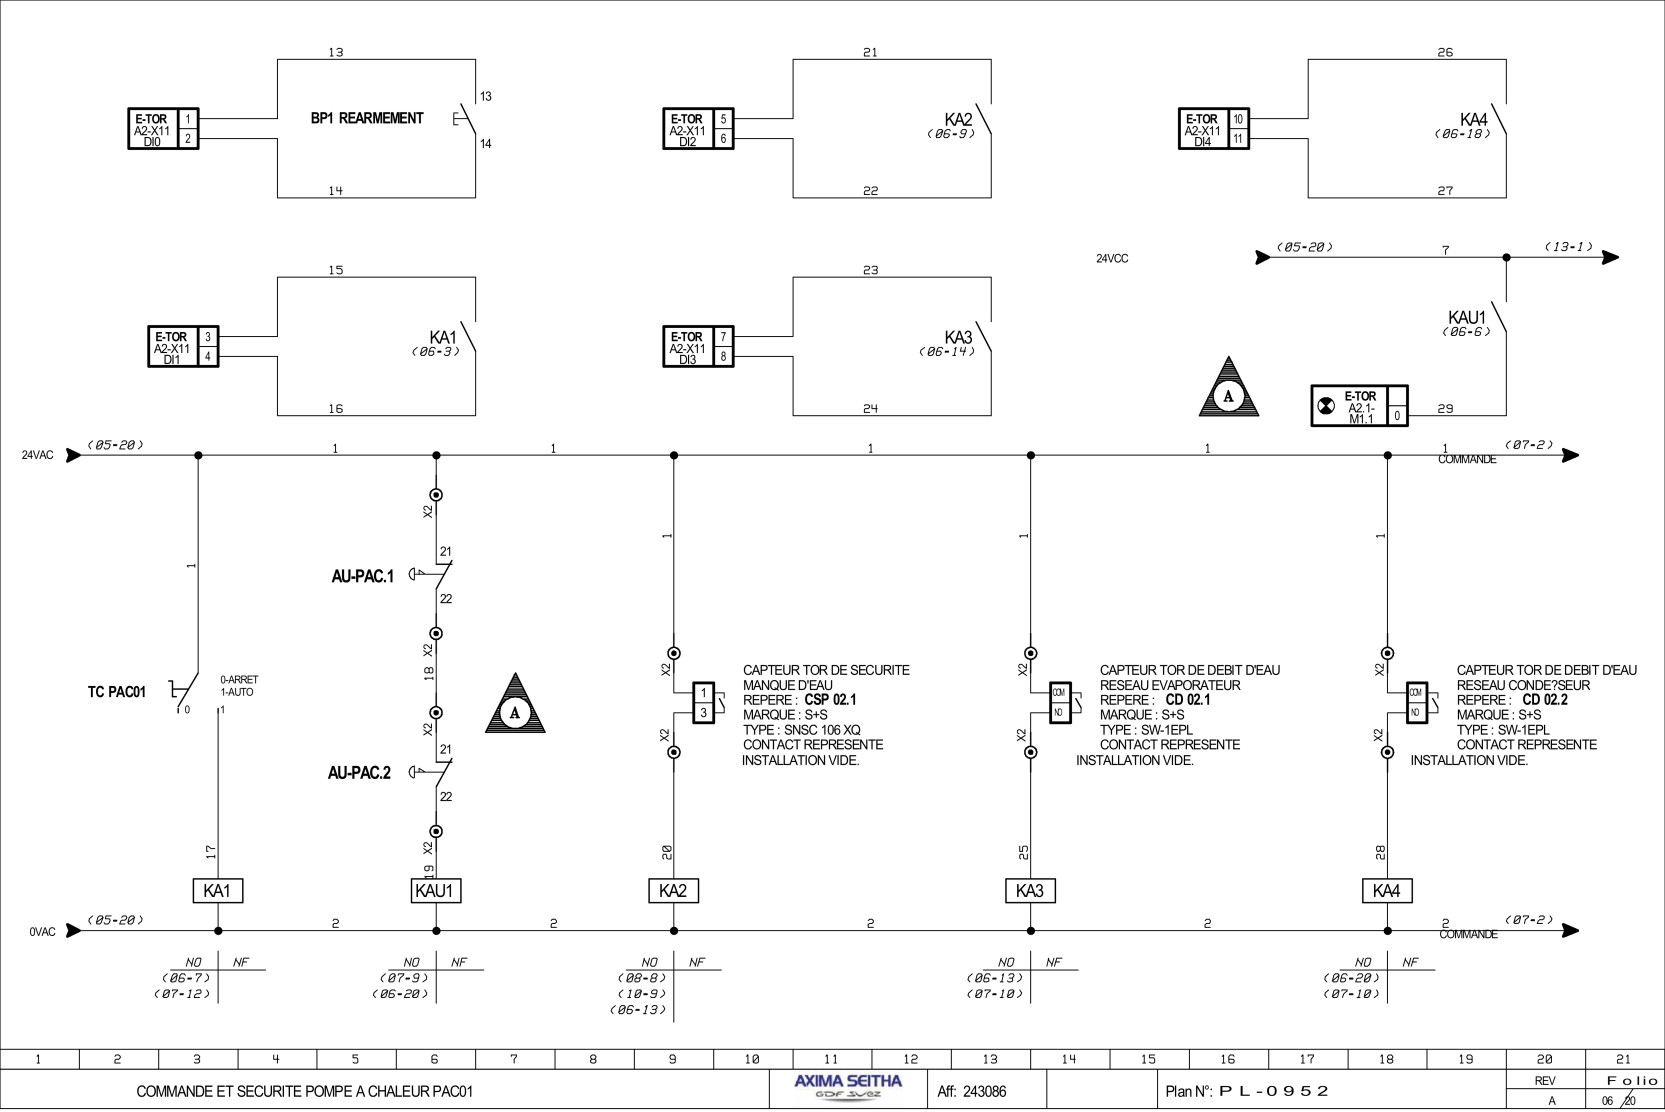 13
21
26
E-TOR
A2-X11
DI0
1
2
BP1 REARMEMENT
13
14
E-TOR
A2-X11
DI2
5
6
KA2
(06-9)
E-TOR
A2-X11
DI4
10
11
KA4
(06-18)
14
22
27
24VCC
(05-20)
7
(13-1)
15
23
E-TOR
A2-X11
DI1
3
4
KA1
(06-3)
E-TOR
A2-X11
DI3
7
8
KA3
(06-14)
KAU1
(06-6)
A
E-TOR
A2.1-
M1.1
0
29
16
24
24VAC
(05-20)
1
1
1
1
1
COMMANDE
(07-2)
X2
1
1
1
1
AU-PAC.1
21
22
X2
18
TC PAC01
0-ARRET
1-AUTO
0
1
A
X2
AU-PAC.2
21
22
X2
19
X2
1
3
X2
CAPTEUR TOR DE SECURITE
MANQUE D'EAU
REPERE : CSP 02.1
MARQUE : S+S
TYPE : SNSC 106 XQ
CONTACT REPRESENTE
INSTALLATION VIDE.
X2
COM
NO
X2
CAPTEUR TOR DE DEBIT D'EAU
RESEAU EVAPORATEUR
REPERE : CD 02.1
MARQUE : S+S
TYPE : SW-1EPL
CONTACT REPRESENTE
INSTALLATION VIDE.
X2
COM
NO
X2
CAPTEUR TOR DE DEBIT D'EAU
RESEAU CONDE?SEUR
REPERE : CD 02.2
MARQUE : S+S
TYPE : SW-1EPL
CONTACT REPRESENTE
INSTALLATION VIDE.
17
20
25
28
KA1
KAU1
KA2
KA3
KA4
0VAC
(05-20)
2
2
2
2
2
COMMANDE
(07-2)
NO NF
(06-7)
(07-12)
NO NF
(07-9)
(06-20)
NO NF
(08-8)
(10-9)
(06-13)
NO NF
(06-13)
(07-10)
NO NF
(06-20)
(07-10)
1 2 3 4 5 6 7 8 9 10 11 12 13 14 15 16 17 18 19 20 21
COMMANDE ET SECURITE POMPE A CHALEUR PAC01
AXIMA SEITHA
GDF SUEZ
Aff: 243086
Plan N°: PL-0952
REV
A
Folio
06 / 20